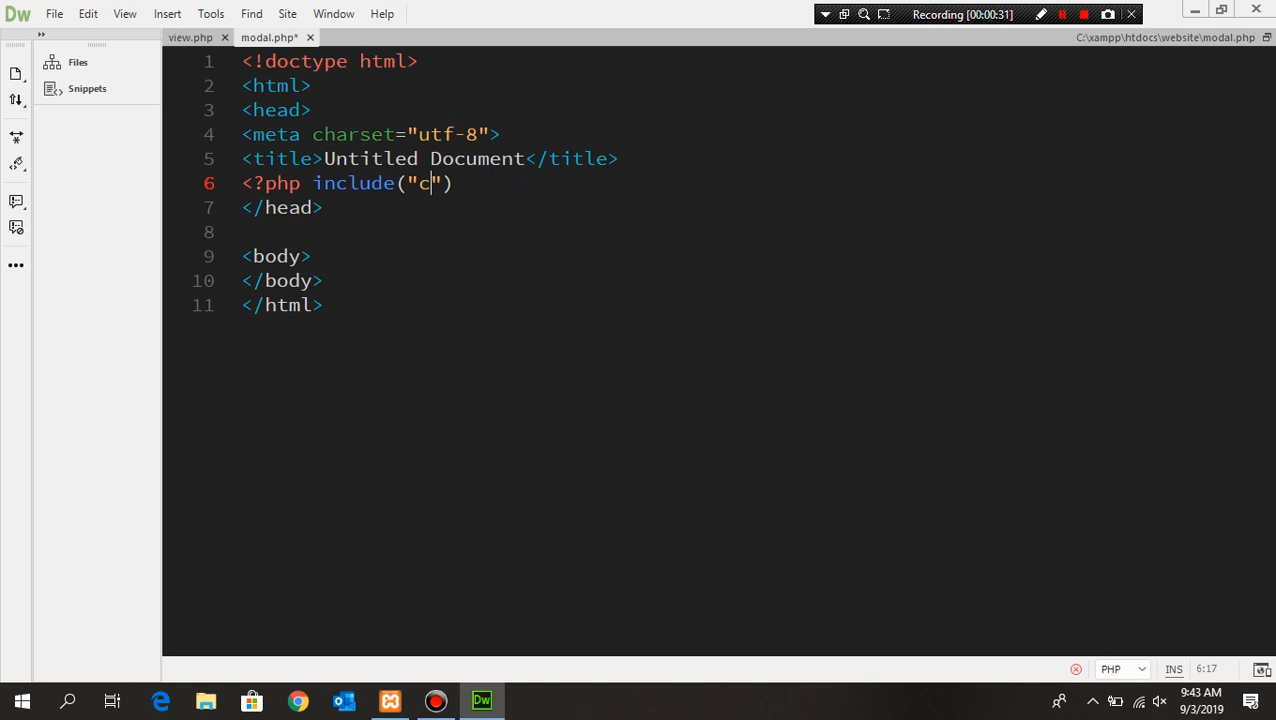 Dw File Edit View Insert Tools Find Site Window Help Recording [00:00:31]
view.php modal.php* C:\xampp\htdocs\website\modal.php
Files
Snippets
1 <!doctype html>
2 <html>
3 <head>
4 <meta charset="utf-8">
5 <title>Untitled Document</title>
6 <?php include("c")
7 </head>
8
9 <body>
10 </body>
11 </html>
PHP INS 6:17
Dw 9:43 AM
9/3/2019